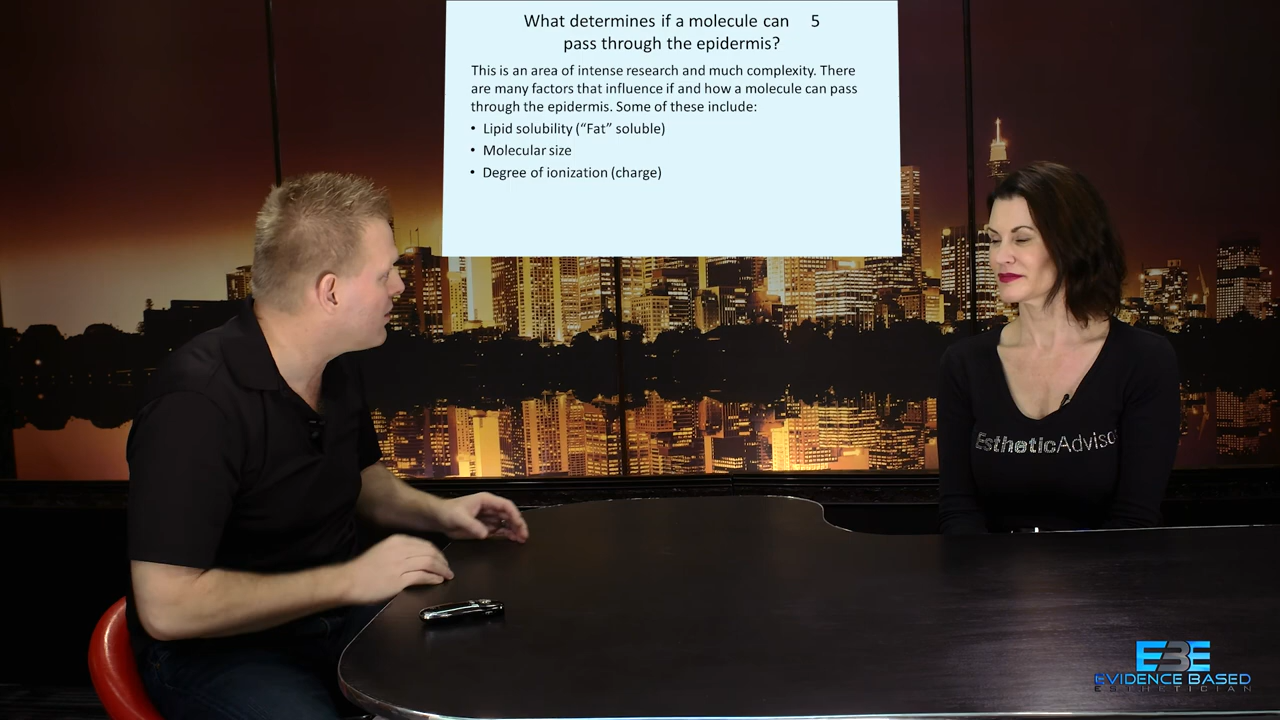 What determines if a molecule can 5
pass through the epidermis?
This is an area of intense research and much complexity. There
are many factors that influence if and how a molecule can pass
through the epidermis. Some of these include:
• Lipid solubility (“Fat” soluble)
• Molecular size
• Degree of ionization (charge)
EstheticAdviso
EBE
EVIDENCE BASED
ESTHETICIAN